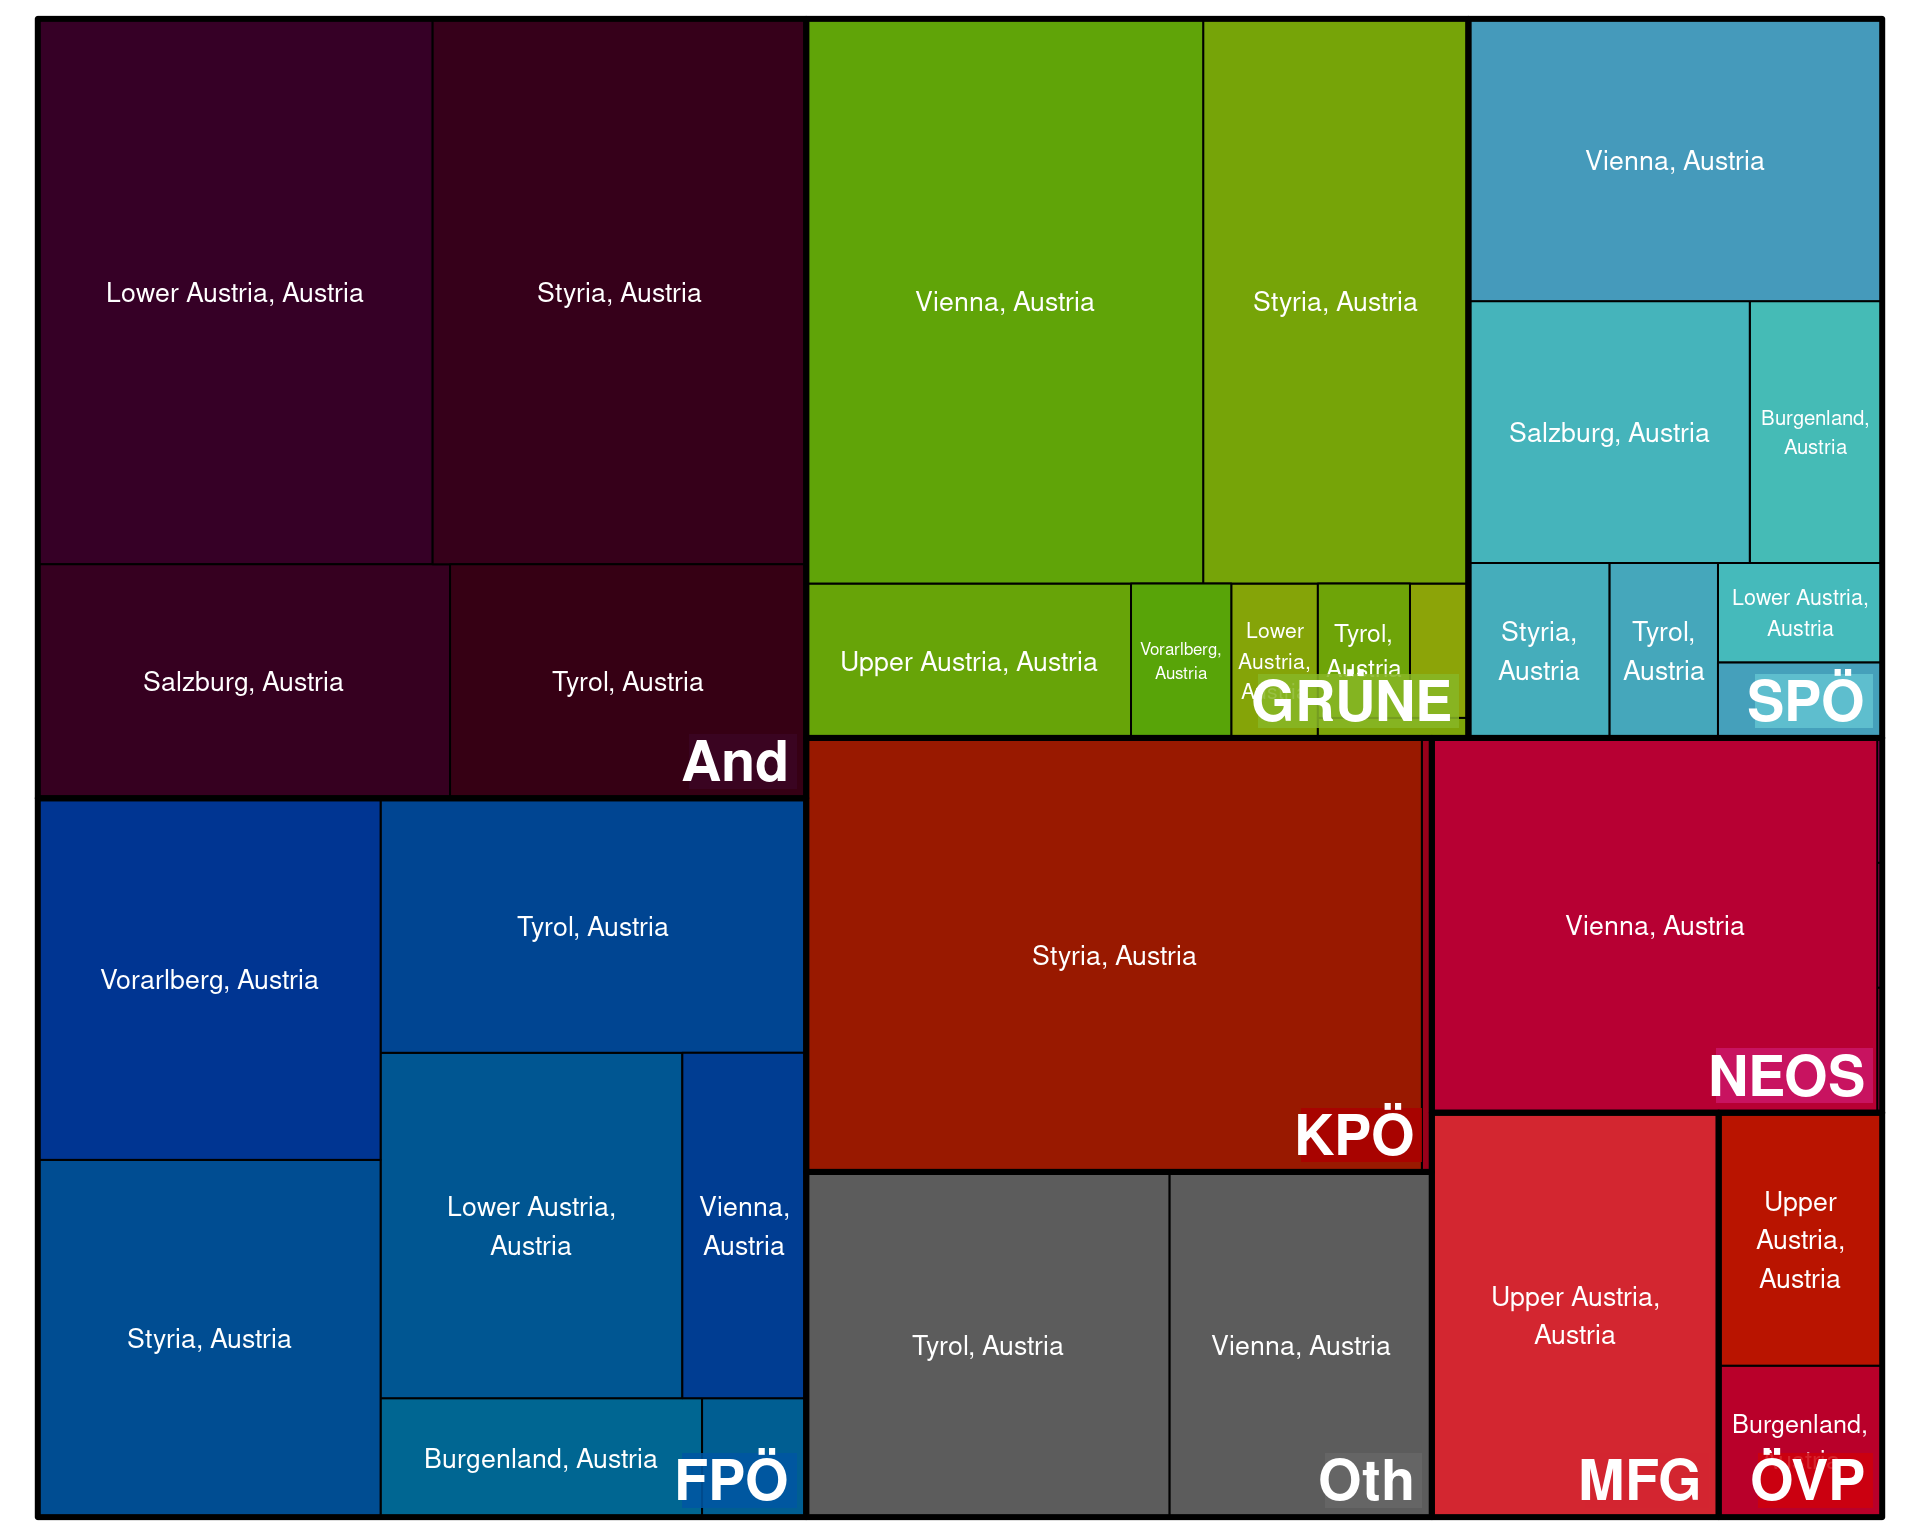 Lower Austria, Austria
Styria, Austria
Salzburg, Austria
Tyrol, Austria
And
Vienna, Austria
Styria, Austria
Upper Austria, Austria
Vorarlberg,
Austria
Lower
Austria,
Tyrol,
Austria
GRÜNE
Vienna, Austria
Salzburg, Austria
Burgenland,
Austria
Styria,
Austria
Tyrol,
Austria
Lower Austria,
Austria
SPÖ
Vorarlberg, Austria
Tyrol, Austria
Styria, Austria
Lower Austria,
Austria
Vienna,
Austria
Burgenland, Austria
FPÖ
Styria, Austria
KPÖ
Vienna, Austria
NEOS
Tyrol, Austria
Vienna, Austria
Oth
Upper Austria,
Austria
MFG
Upper
Austria,
Austria
Burgenland,
ÖVP